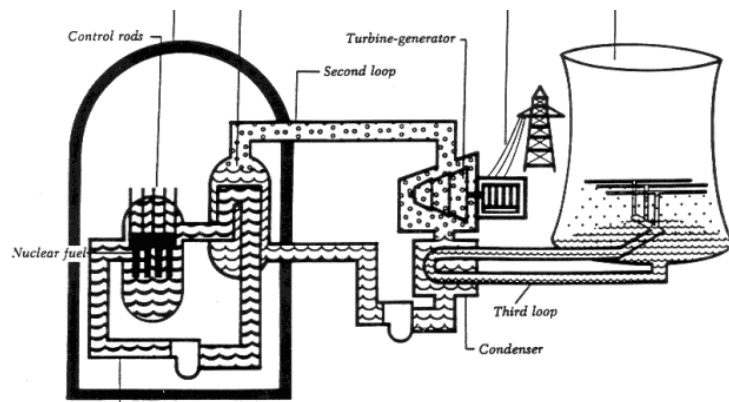 Control rods
Turbine-generator
Second loop
Nuclear fuel
Third loop
Condenser